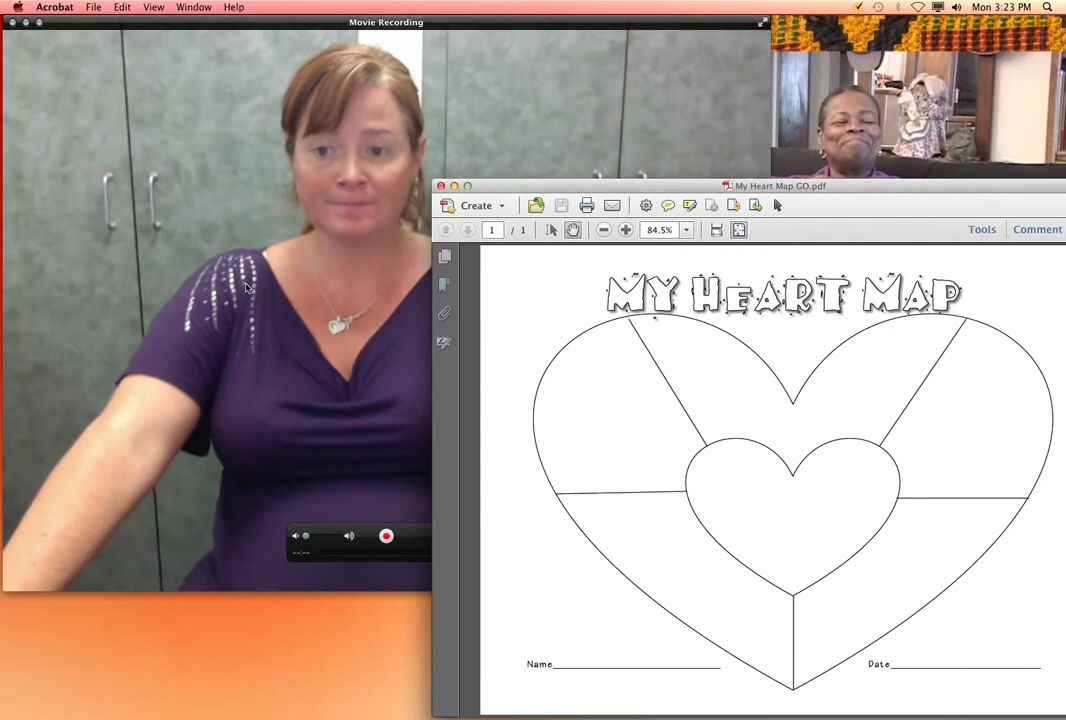 Acrobat File Edit View Window Help Mon 3:23 PM
Movie Recording
My Heart Map GO.pdf
Create
1 / 1 84.5% Tools Comment
MY HEART MAP
Name Date
--:--